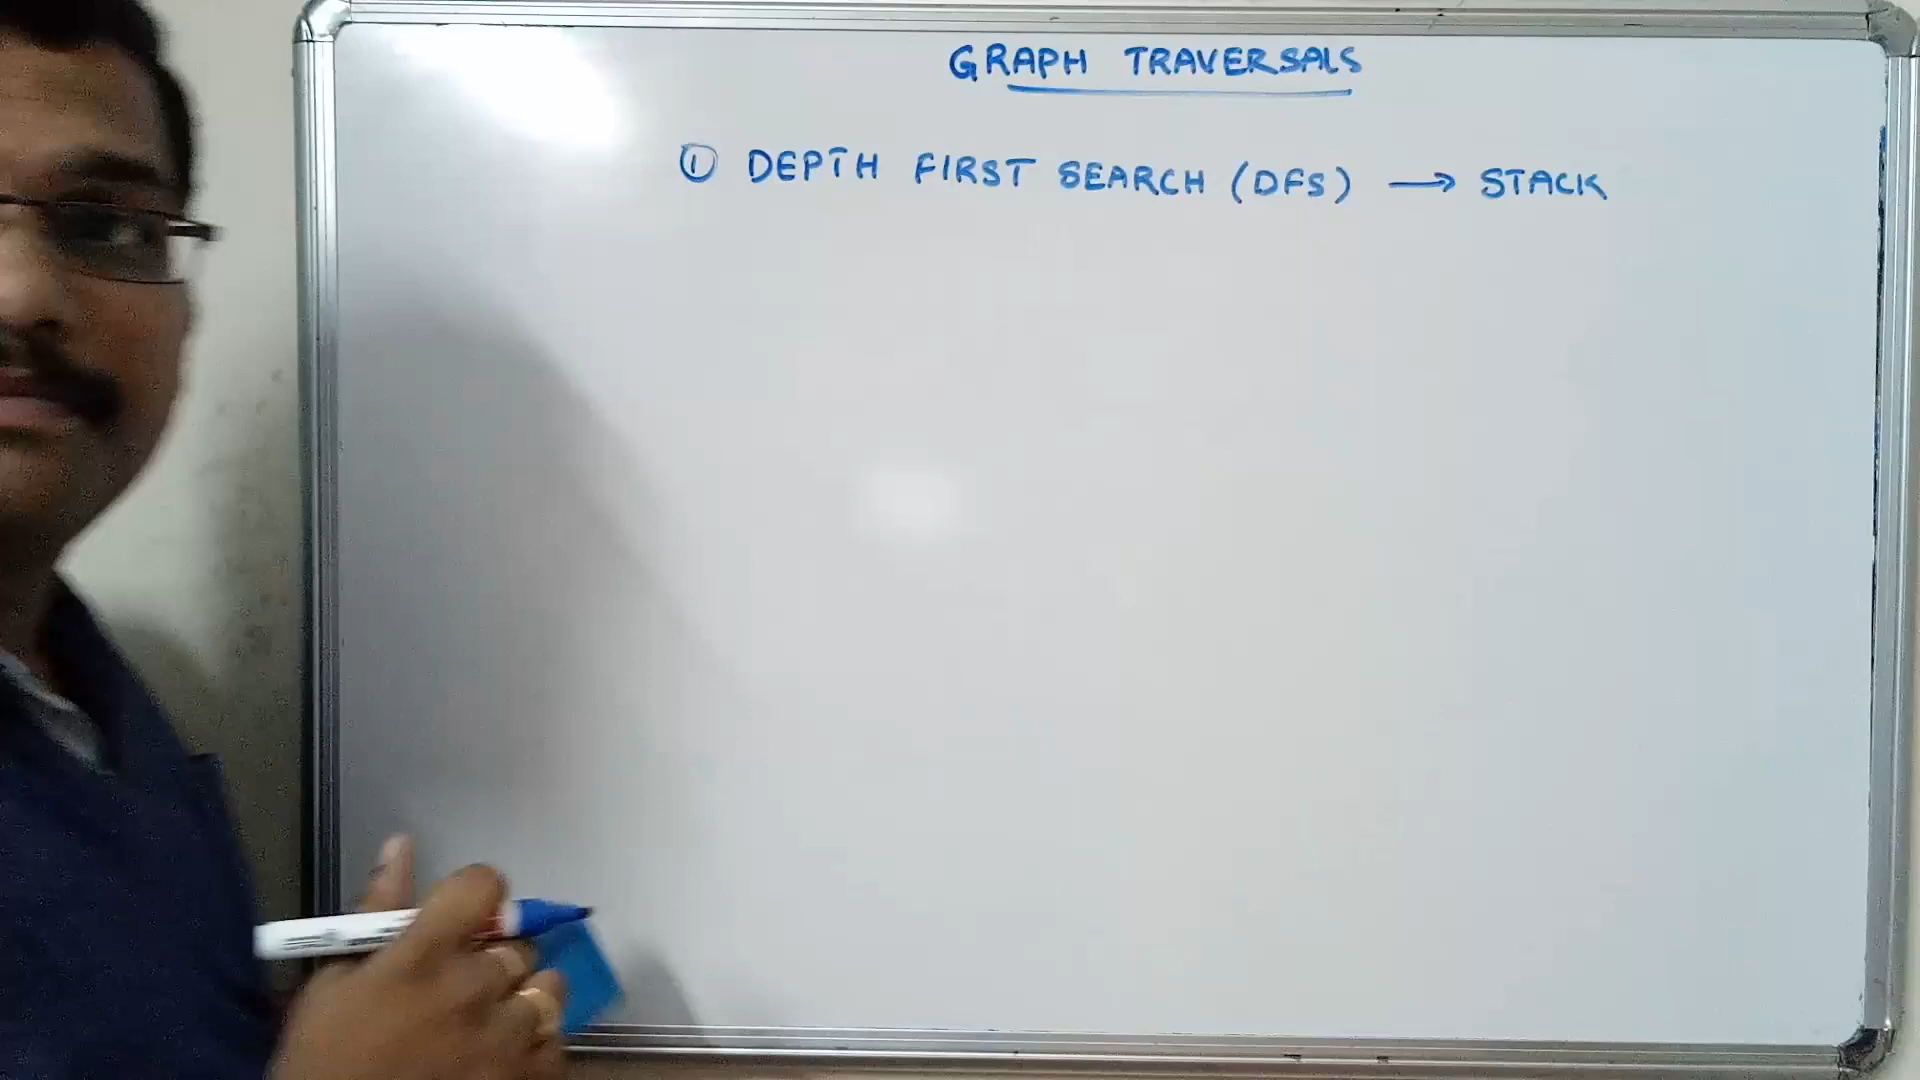 GRAPH TRAVERSALS
① DEPTH FIRST SEARCH (DFS) → STACK